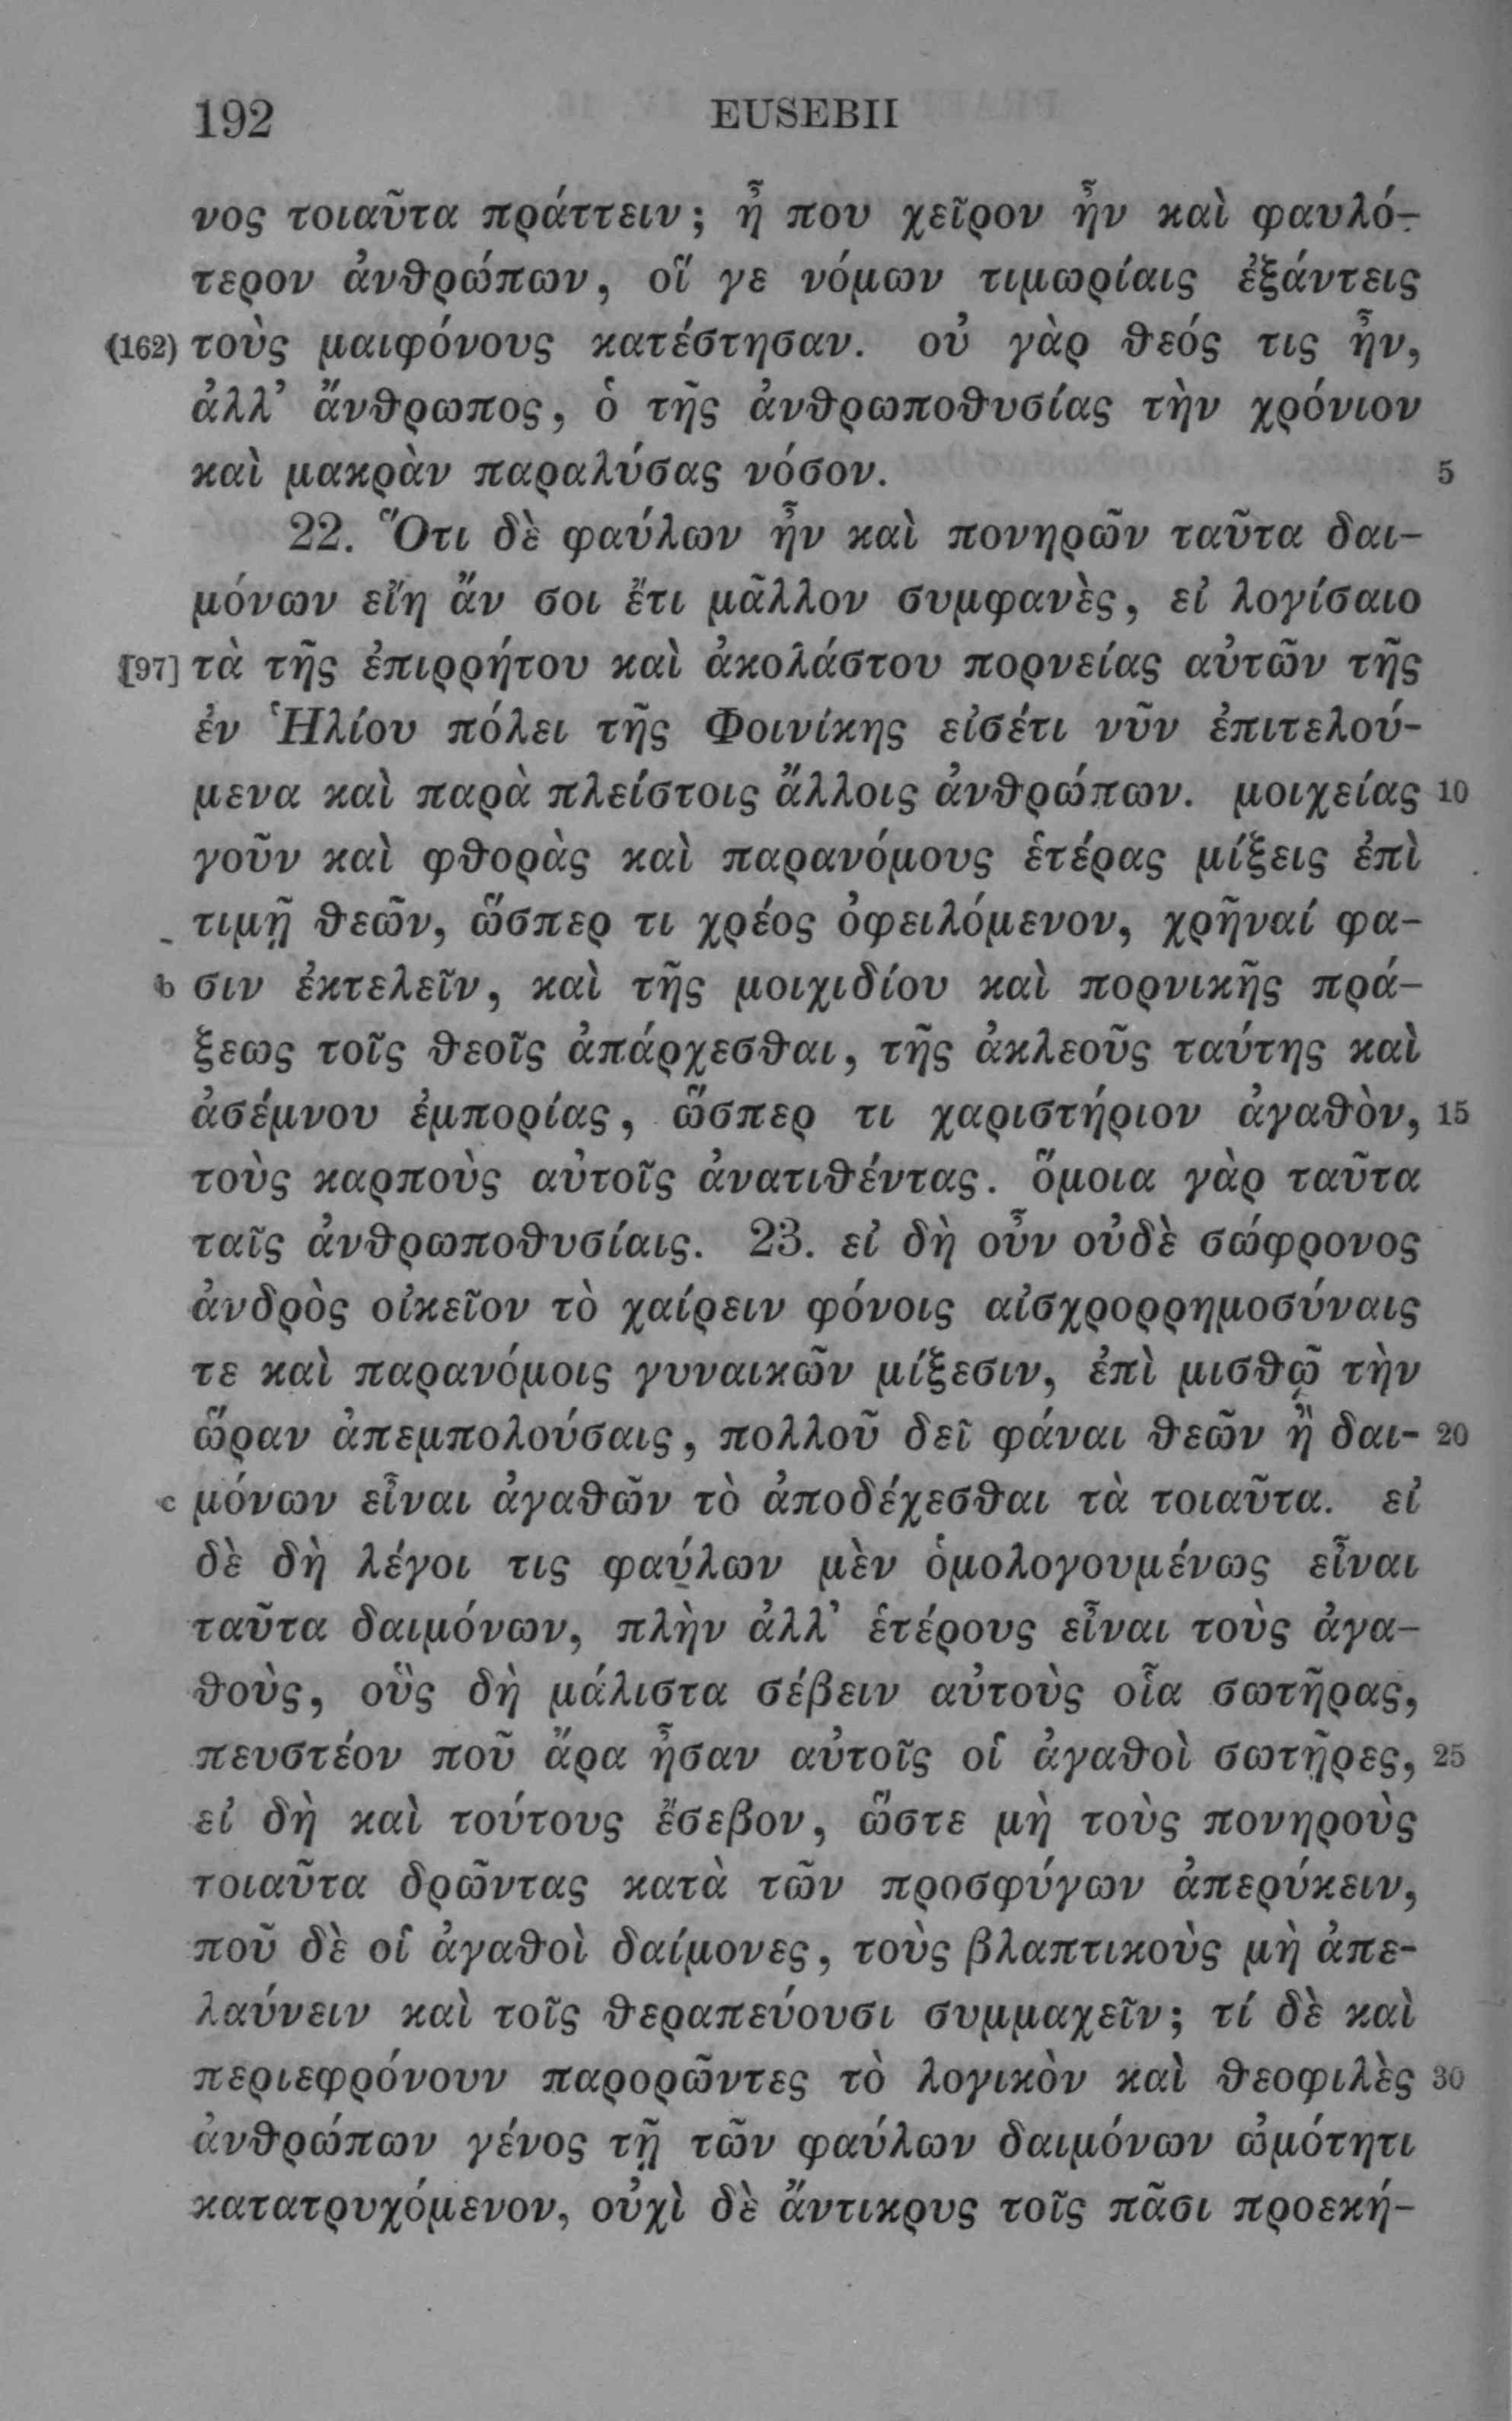 192 EUSEBII
νος τοιαῦτα πράττειν; ἦ που χεῖρον ἦν καὶ φαυλό-
τερον ἀνθρώπων, οἵ γε νόμων τιμωρίαις ἐξάντεις
(162) τοὺς μαιφόνους κατέστησαν. οὐ γὰρ θεός τις ἦν,
ἀλλ’ ἄνθρωπος, ὁ τῆς ἀνθρωποθυσίας τὴν χρόνιον
καὶ μακρὰν παραλύσας νόσον. 5
22. Ὅτι δὲ φαύλων ἦν καὶ πονηρῶν ταῦτα δαι-
μόνων εἴη ἄν σοι ἔτι μᾶλλον συμφανὲς, εἰ λογίσαιο
[97] τὰ τῆς ἐπιρρήτου καὶ ἀκολάστου πορνείας αὐτῶν τῆς
ἐν Ἡλίου πόλει τῆς Φοινίκης εἰσέτι νῦν ἐπιτελού-
μενα καὶ παρὰ πλείστοις ἄλλοις ἀνθρώπων. μοιχείας 10
γοῦν καὶ φθορὰς καὶ παρανόμους ἑτέρας μίξεις ἐπὶ
τιμῇ θεῶν, ὥσπερ τι χρέος ὀφειλόμενον, χρῆναί φα-
b σιν ἐκτελεῖν, καὶ τῆς μοιχιδίου καὶ πορνικῆς πρά-
ξεως τοῖς θεοῖς ἀπάρχεσθαι, τῆς ἀκλεοῦς ταύτης καὶ
ἀσέμνου ἐμπορίας, ὥσπερ τι χαριστήριον ἀγαθὸν, 15
τοὺς καρποὺς αὐτοῖς ἀνατιθέντας. ὅμοια γὰρ ταῦτα
ταῖς ἀνθρωποθυσίαις. 23. εἰ δὴ οὖν οὐδὲ σώφρονος
ἀνδρὸς οἰκεῖον τὸ χαίρειν φόνοις αἰσχρορρημοσύναις
τε καὶ παρανόμοις γυναικῶν μίξεσιν, ἐπὶ μισθῷ τὴν
ὥραν ἀπεμπολούσαις, πολλοῦ δεῖ φάναι θεῶν ἢ δαι- 20
c μόνων εἶναι ἀγαθῶν τὸ ἀποδέχεσθαι τὰ τοιαῦτα. εἰ
δὲ δὴ λέγοι τις φαύλων μὲν ὁμολογουμένως εἶναι
ταῦτα δαιμόνων, πλὴν ἀλλ’ ἑτέρους εἶναι τοὺς ἀγα-
θοὺς, οὓς δὴ μάλιστα σέβειν αὐτοὺς οἷα σωτῆρας,
πευστέον ποῦ ἄρα ἦσαν αὐτοῖς οἱ ἀγαθοὶ σωτῆρες, 25
εἰ δὴ καὶ τούτους ἔσεβον, ὥστε μὴ τοὺς πονηροὺς
τοιαῦτα δρῶντας κατὰ τῶν προσφύγων ἀπερύκειν,
ποῦ δὲ οἱ ἀγαθοὶ δαίμονες, τοὺς βλαπτικοὺς μὴ ἀπε-
λαύνειν καὶ τοῖς θεραπεύουσι συμμαχεῖν; τί δὲ καὶ
περιεφρόνουν παρορῶντες τὸ λογικὸν καὶ θεοφιλὲς 30
ἀνθρώπων γένος τῇ τῶν φαύλων δαιμόνων ὠμότητι
κατατρυχόμενον, οὐχὶ δὲ ἄντικρυς τοῖς πᾶσι προεκή-